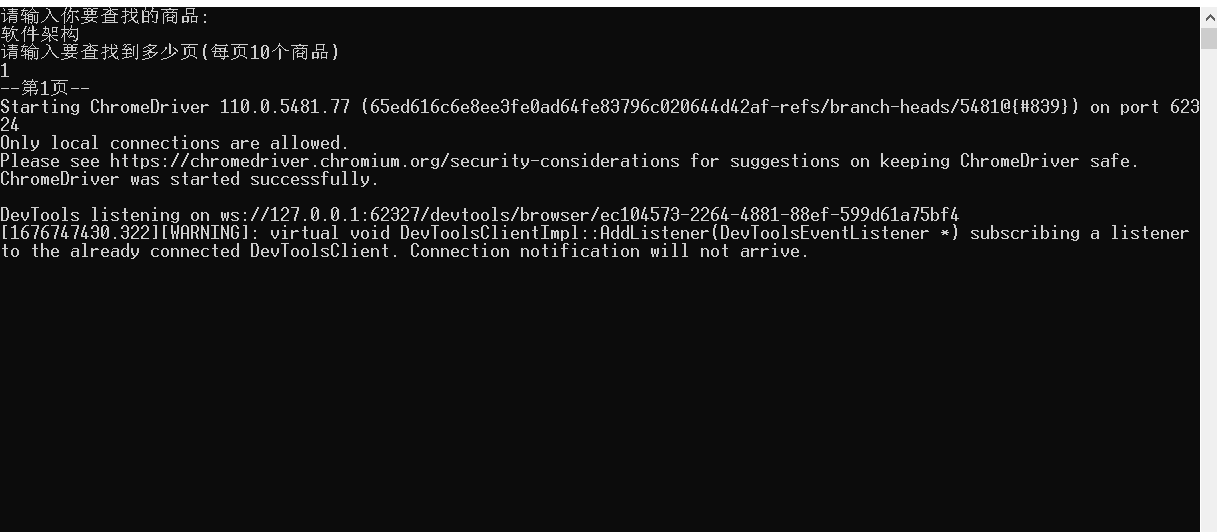 请输入你要查找的商品:
软件架构
请输入要查找到多少页(每页10个商品)
1
--第1页--
Starting ChromeDriver 110.0.5481.77 (65ed616c6e8ee3fe0ad64fe83796c020644d42af-refs/branch-heads/5481@{#839}) on port 623
24
Only local connections are allowed.
Please see https://chromedriver.chromium.org/security-considerations for suggestions on keeping ChromeDriver safe.
ChromeDriver was started successfully.
DevTools listening on ws://127.0.0.1:62327/devtools/browser/ec104573-2264-4881-88ef-599d61a75bf4
[1676747430.322][WARNING]: virtual void DevToolsClientImpl::AddListener(DevToolsEventListener *) subscribing a listener
to the already connected DevToolsClient. Connection notification will not arrive.